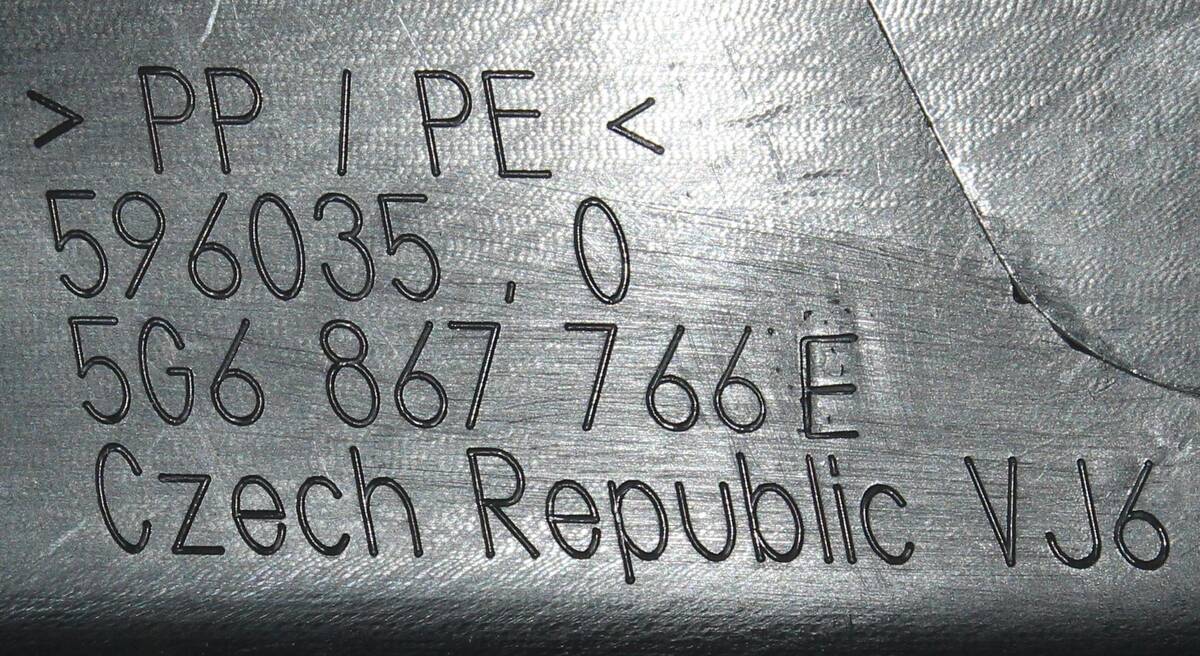 > PP / PE <
596035 . 0
5G6 867 766 E
Czech Republic VJ6